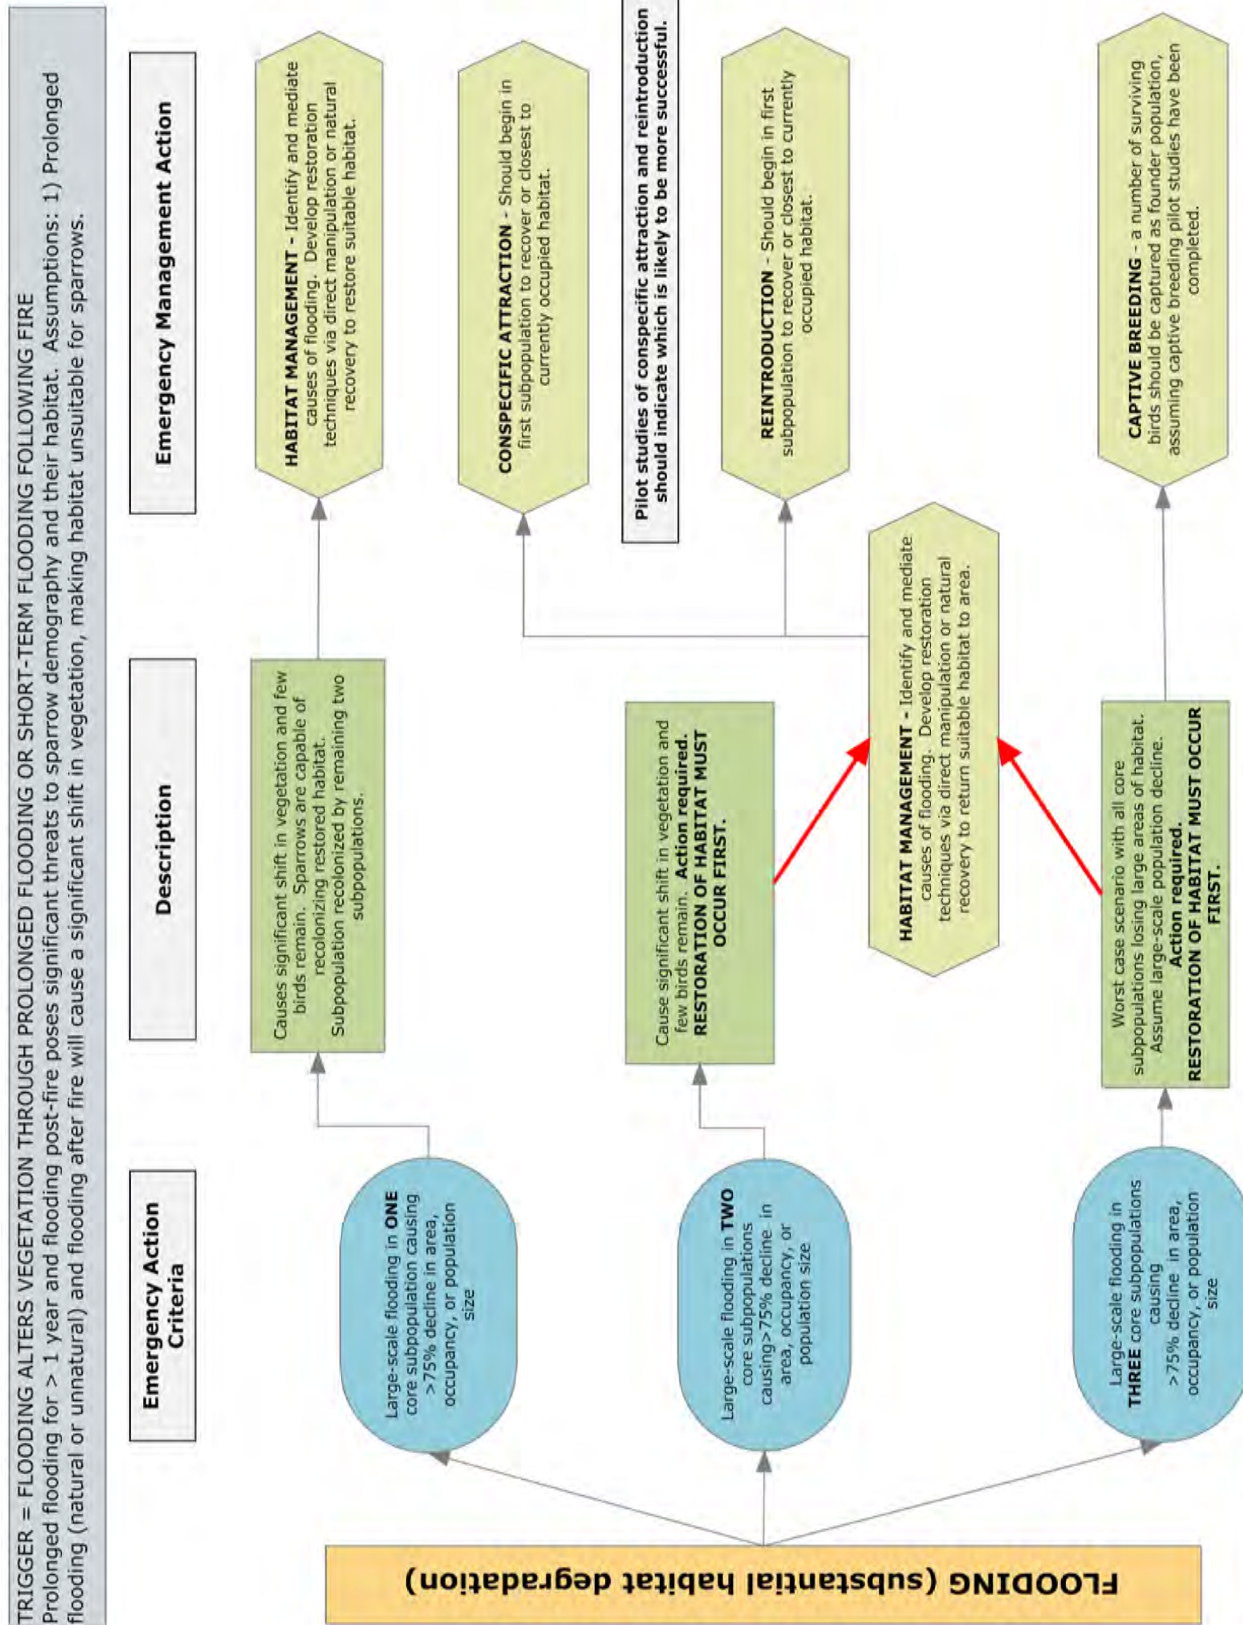 TRIGGER = FLOODING ALTERS VEGETATION THROUGH PROLONGED FLOODING OR SHORT-TERM FLOODING FOLLOWING FIRE
Prolonged flooding for > 1 year and flooding post-fire poses significant threats to sparrow demography and their habitat. Assumptions: 1) Prolonged
flooding (natural or unnatural) and flooding after fire will cause a significant shift in vegetation, making habitat unsuitable for sparrows.
Emergency Action
Criteria
Description
Emergency Management Action
FLOODING (substantial habitat degradation)
Large-scale flooding in ONE
core subpopulation causing
>75% decline in area,
occupancy, or population
size
Causes significant shift in vegetation and few
birds remain. Sparrows are capable of
recolonizing restored habitat.
Subpopulation recolonized by remaining two
subpopulations.
HABITAT MANAGEMENT - Identify and mediate
causes of flooding. Develop restoration
techniques via direct manipulation or natural
recovery to restore suitable habitat.
CONSPECIFIC ATTRACTION - Should begin in
first subpopulation to recover or closest to
currently occupied habitat.
Pilot studies of conspecific attraction and reintroduction
should indicate which is likely to be more successful.
Large-scale flooding in TWO
core subpopulations
causing>75% decline in
area, occupancy, or
population size
Cause significant shift in vegetation and
few birds remain. Action required.
RESTORATION OF HABITAT MUST
OCCUR FIRST.
REINTRODUCTION - Should begin in first
subpopulation to recover or closest to currently
occupied habitat.
HABITAT MANAGEMENT - Identify and mediate
causes of flooding. Develop restoration
techniques via direct manipulation or natural
recovery to return suitable habitat to area.
Large-scale flooding in
THREE core subpopulations
causing
>75% decline in area,
occupancy, or population
size
Worst case scenario with all core
subpopulations losing large areas of habitat.
Assume large-scale population decline.
Action required.
RESTORATION OF HABITAT MUST OCCUR
FIRST.
CAPTIVE BREEDING - a number of surviving
birds should be captured as founder population,
assuming captive breeding pilot studies have been
completed.